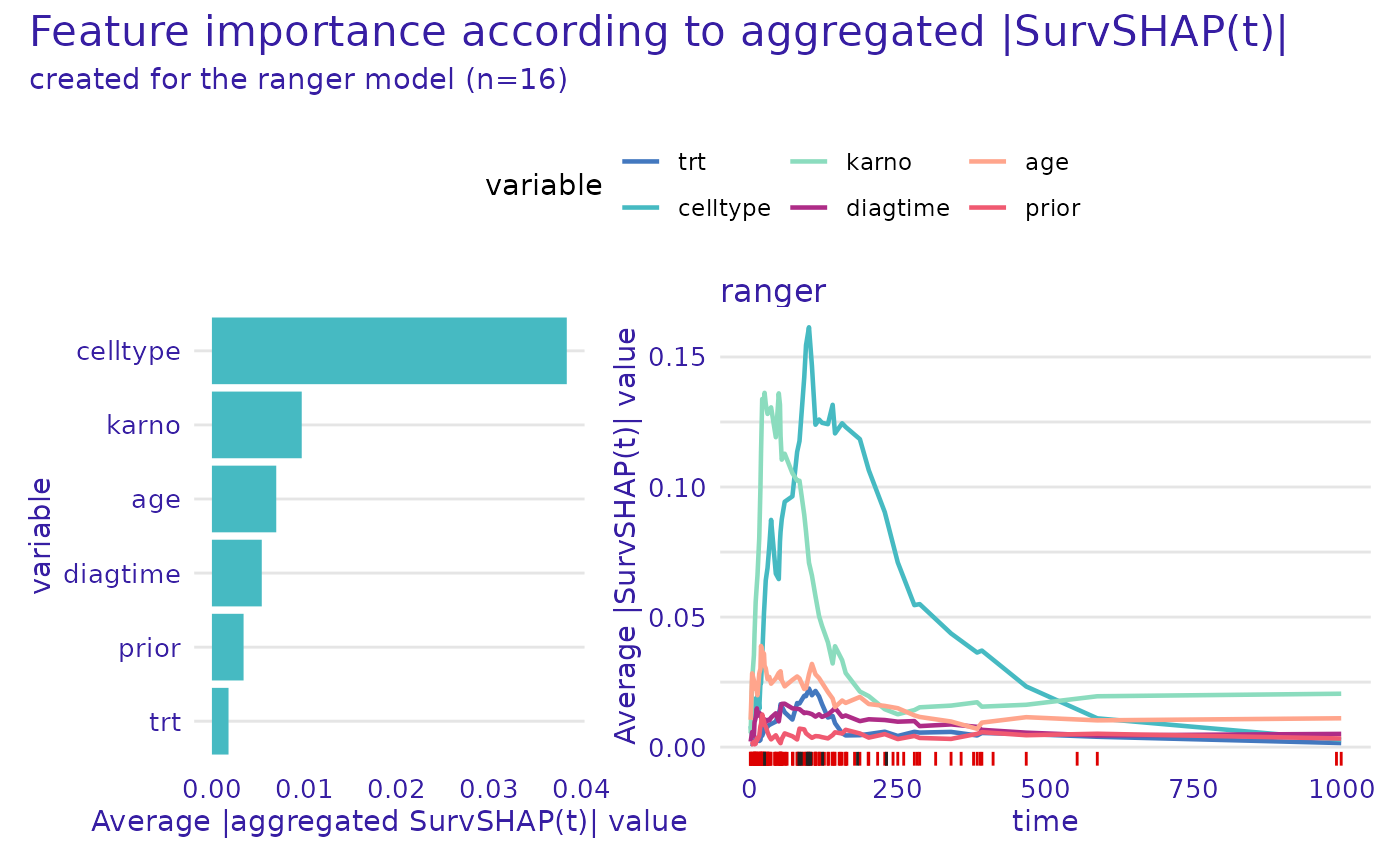 Feature importance according to aggregated |SurvSHAP(t)|
created for the ranger model (n=16)
variable
trt
karno
age
celltype
diagtime
prior
variable
celltype
karno
age
diagtime
prior
trt
0.00 0.01 0.02 0.03 0.04
Average |aggregated SurvSHAP(t)| value
ranger
Average |SurvSHAP(t)| value
0.15
0.10
0.05
0.00
0 250 500 750 1000
time